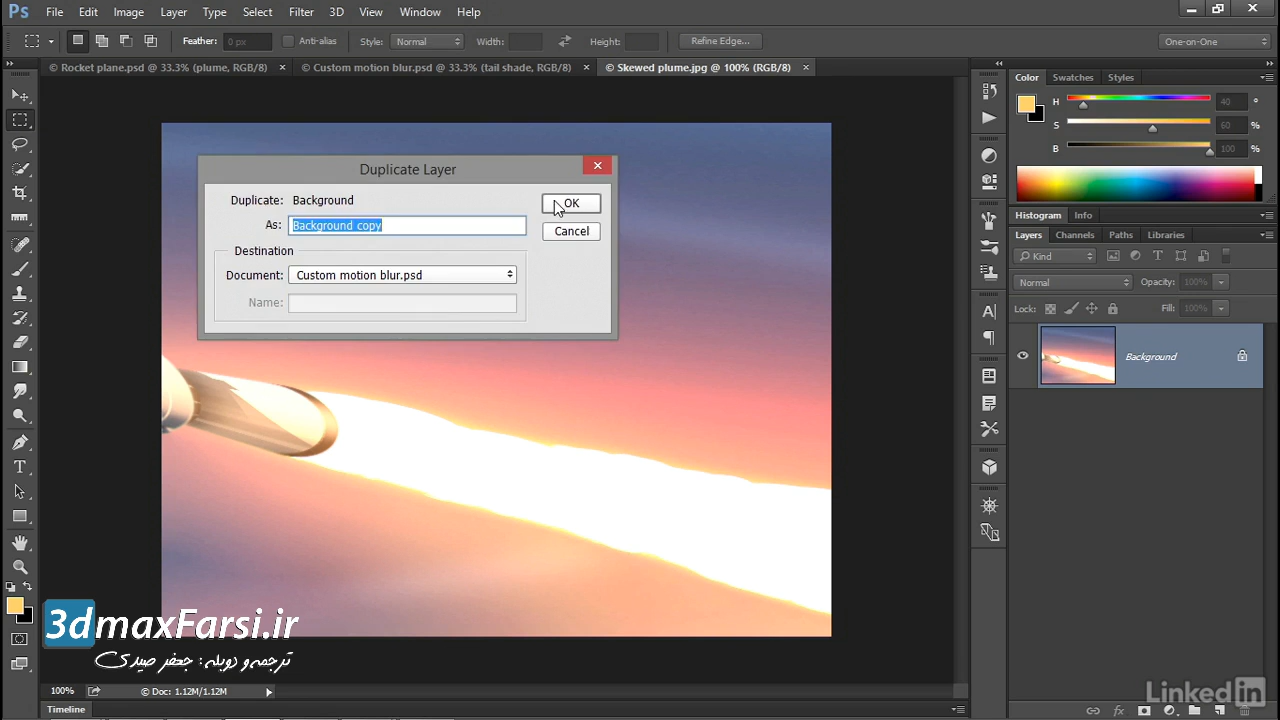 Ps File Edit Image Layer Type Select Filter 3D View Window Help
Feather: 0 px Anti-alias Style: Normal Width: Height: Refine Edge... One-on-One
© Rocket plane.psd @ 33.3% (plume, RGB/8) × © Custom motion blur.psd @ 33.3% (tail shade, RGB/8) × © Skewed plume.jpg @ 100% (RGB/8) ×
Color Swatches Styles
H 40 °
S 60 %
B 100 %
Histogram Info
Layers Channels Paths Libraries
Kind
Normal Opacity: 100%
Lock: Fill: 100%
Background
Duplicate Layer
Duplicate: Background
OK
As: Background copy
Cancel
Destination
Document: Custom motion blur.psd
Name:
3dmaxFarsi.ir
ترجمه و دوبله : جعفر صیدی
100% © Doc: 1.12M/1.12M
Linked in
Timeline